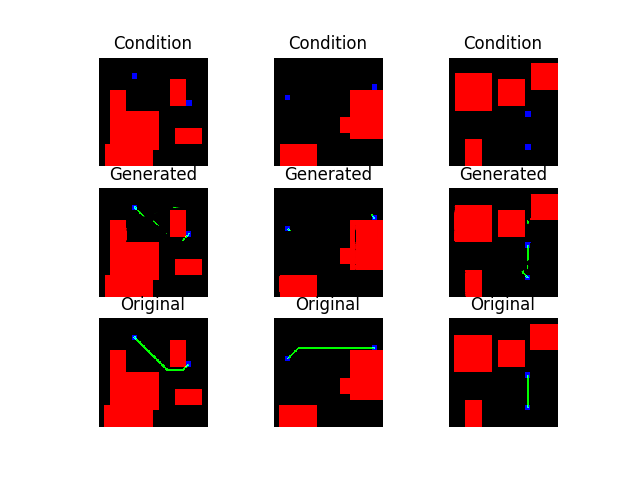 Condition Condition Condition
Generated Generated Generated
Original Original Original